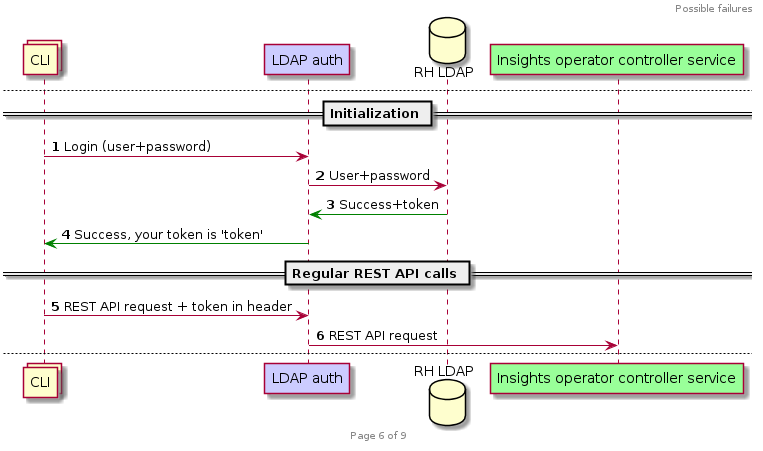 Possible failures
CLI
LDAP auth
RH LDAP
Insights operator controller service
Initialization
1 Login (user+password)
2 User+password
3 Success+token
4 Success, your token is 'token'
Regular REST API calls
5 REST API request + token in header
6 REST API request
CLI
LDAP auth
RH LDAP
Insights operator controller service
Page 6 of 9